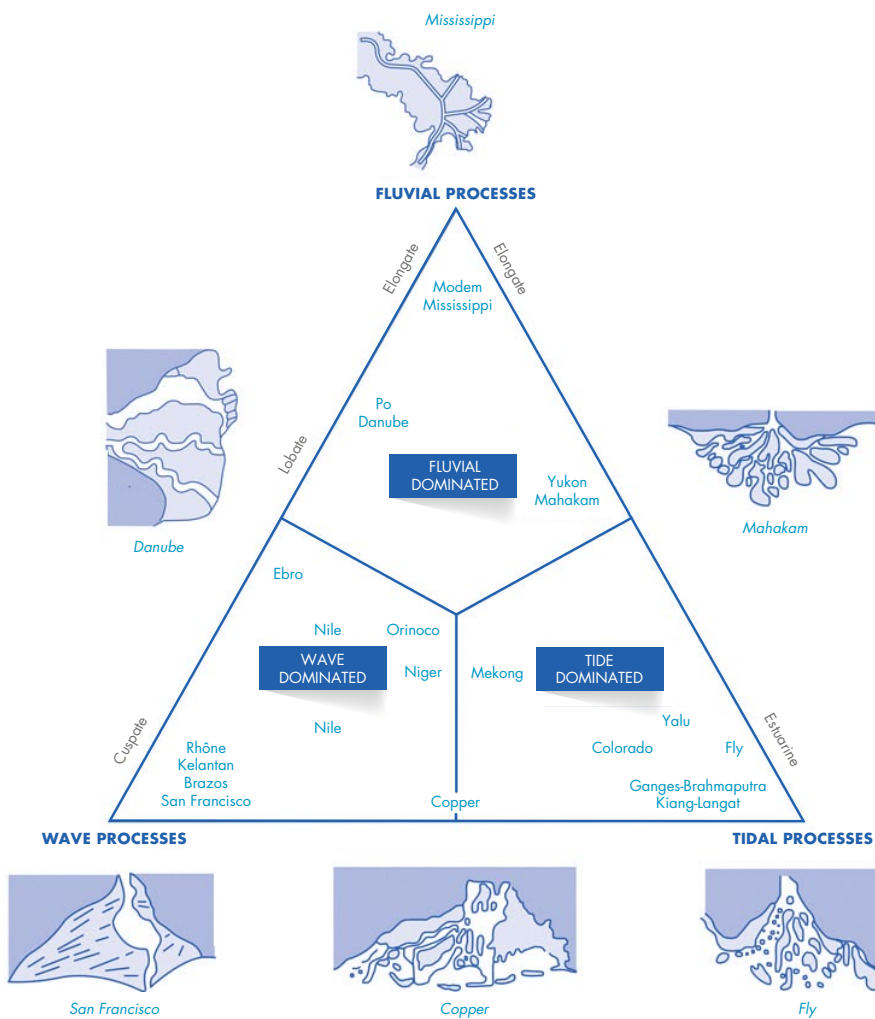 Mississippi
FLUVIAL PROCESSES
Elongate
Elongate
Modem
Mississippi
Po
Danube
Lobate
FLUVIAL
DOMINATED
Yukon
Mahakam
Danube
Mahakam
Ebro
Nile
Orinoco
WAVE
DOMINATED
Niger
Mekong
TIDE
DOMINATED
Nile
Cuspate
Yalu
Estuarine
Rhône
Kelantan
Brazos
San Francisco
Colorado
Fly
Ganges-Brahmaputra
Kiang-Langat
Copper
WAVE PROCESSES
TIDAL PROCESSES
San Francisco
Copper
Fly